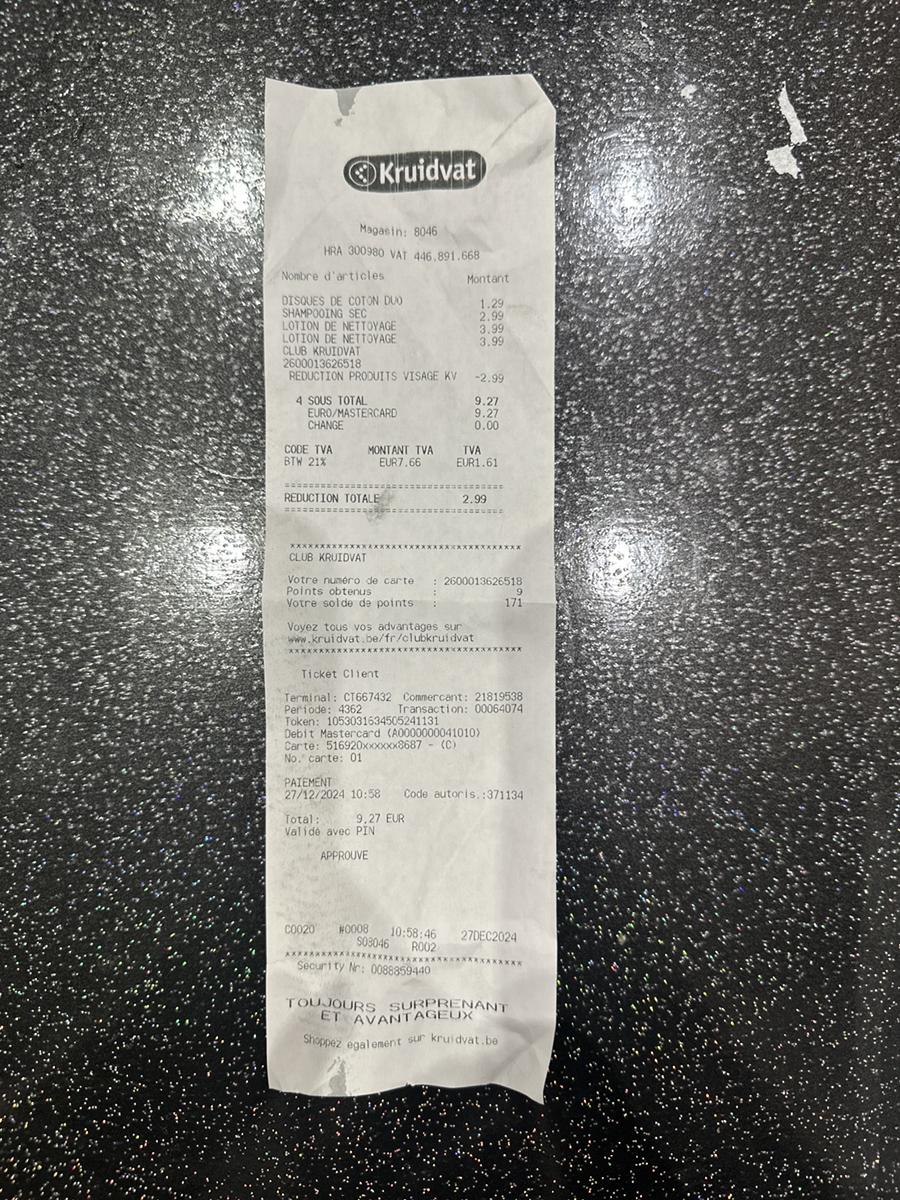 Kruidvat
Magasin: 8046
HRA 300980 VAT 446.891.668
Nombre d'articles Montant
DISQUES DE COTON DUO 1.29
SHAMPOOING SEC 2.99
LOTION DE NETTOYAGE 3.99
LOTION DE NETTOYAGE 3.99
CLUB KRUIDVAT
2600013626518
REDUCTION PRODUITS VISAGE KV -2.99
4 SOUS TOTAL 9.27
EURO/MASTERCARD 9.27
CHANGE 0.00
CODE TVA MONTANT TVA TVA
BTW 21% EUR7.66 EUR1.61
====================================
REDUCTION TOTALE 2.99
====================================
***************************************
CLUB KRUIDVAT
Votre numéro de carte : 2600013626518
Points obtenus : 9
Votre solde de points : 171
Voyez tous vos advantages sur
www.kruidvat.be/fr/clubkruidvat
***************************************
Ticket Client
Terminal: CT667432 Commercant: 21819538
Periode: 4362 Transaction: 00064074
Token: 1053031634505241131
Debit Mastercard (A0000000041010)
Carte: 516920xxxxxx8687 - (C)
No. carte: 01
PAIEMENT
27/12/2024 10:58 Code autoris.:371134
Total: 9,27 EUR
Validé avec PIN
APPROUVE
C0020 #0008 10:58:46 27DEC2024
S08046 R002
***************************************
Security Nr: 0088859440
TOUJOURS SURPRENANT
ET AVANTAGEUX
Shoppez également sur kruidvat.be